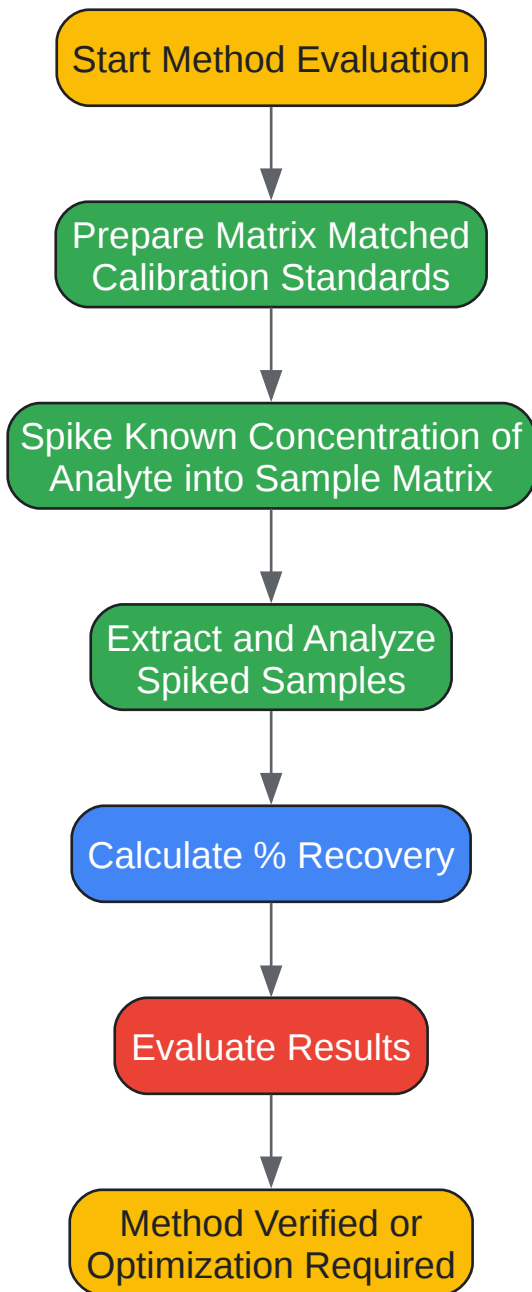 Start Method Evaluation
Prepare Matrix Matched
Calibration Standards
Spike Known Concentration of
Analyte into Sample Matrix
Extract and Analyze
Spiked Samples
Calculate % Recovery
Evaluate Results
Method Verified or
Optimization Required